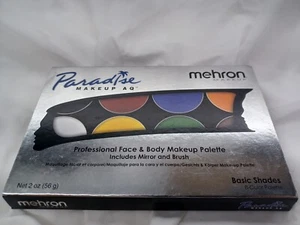 Paradise
MAKEUP AQ
mehron
Professional Face & Body Makeup Palette
Includes Mirror and Brush
Basic Shades
Net 2 oz (56 g)
mehron